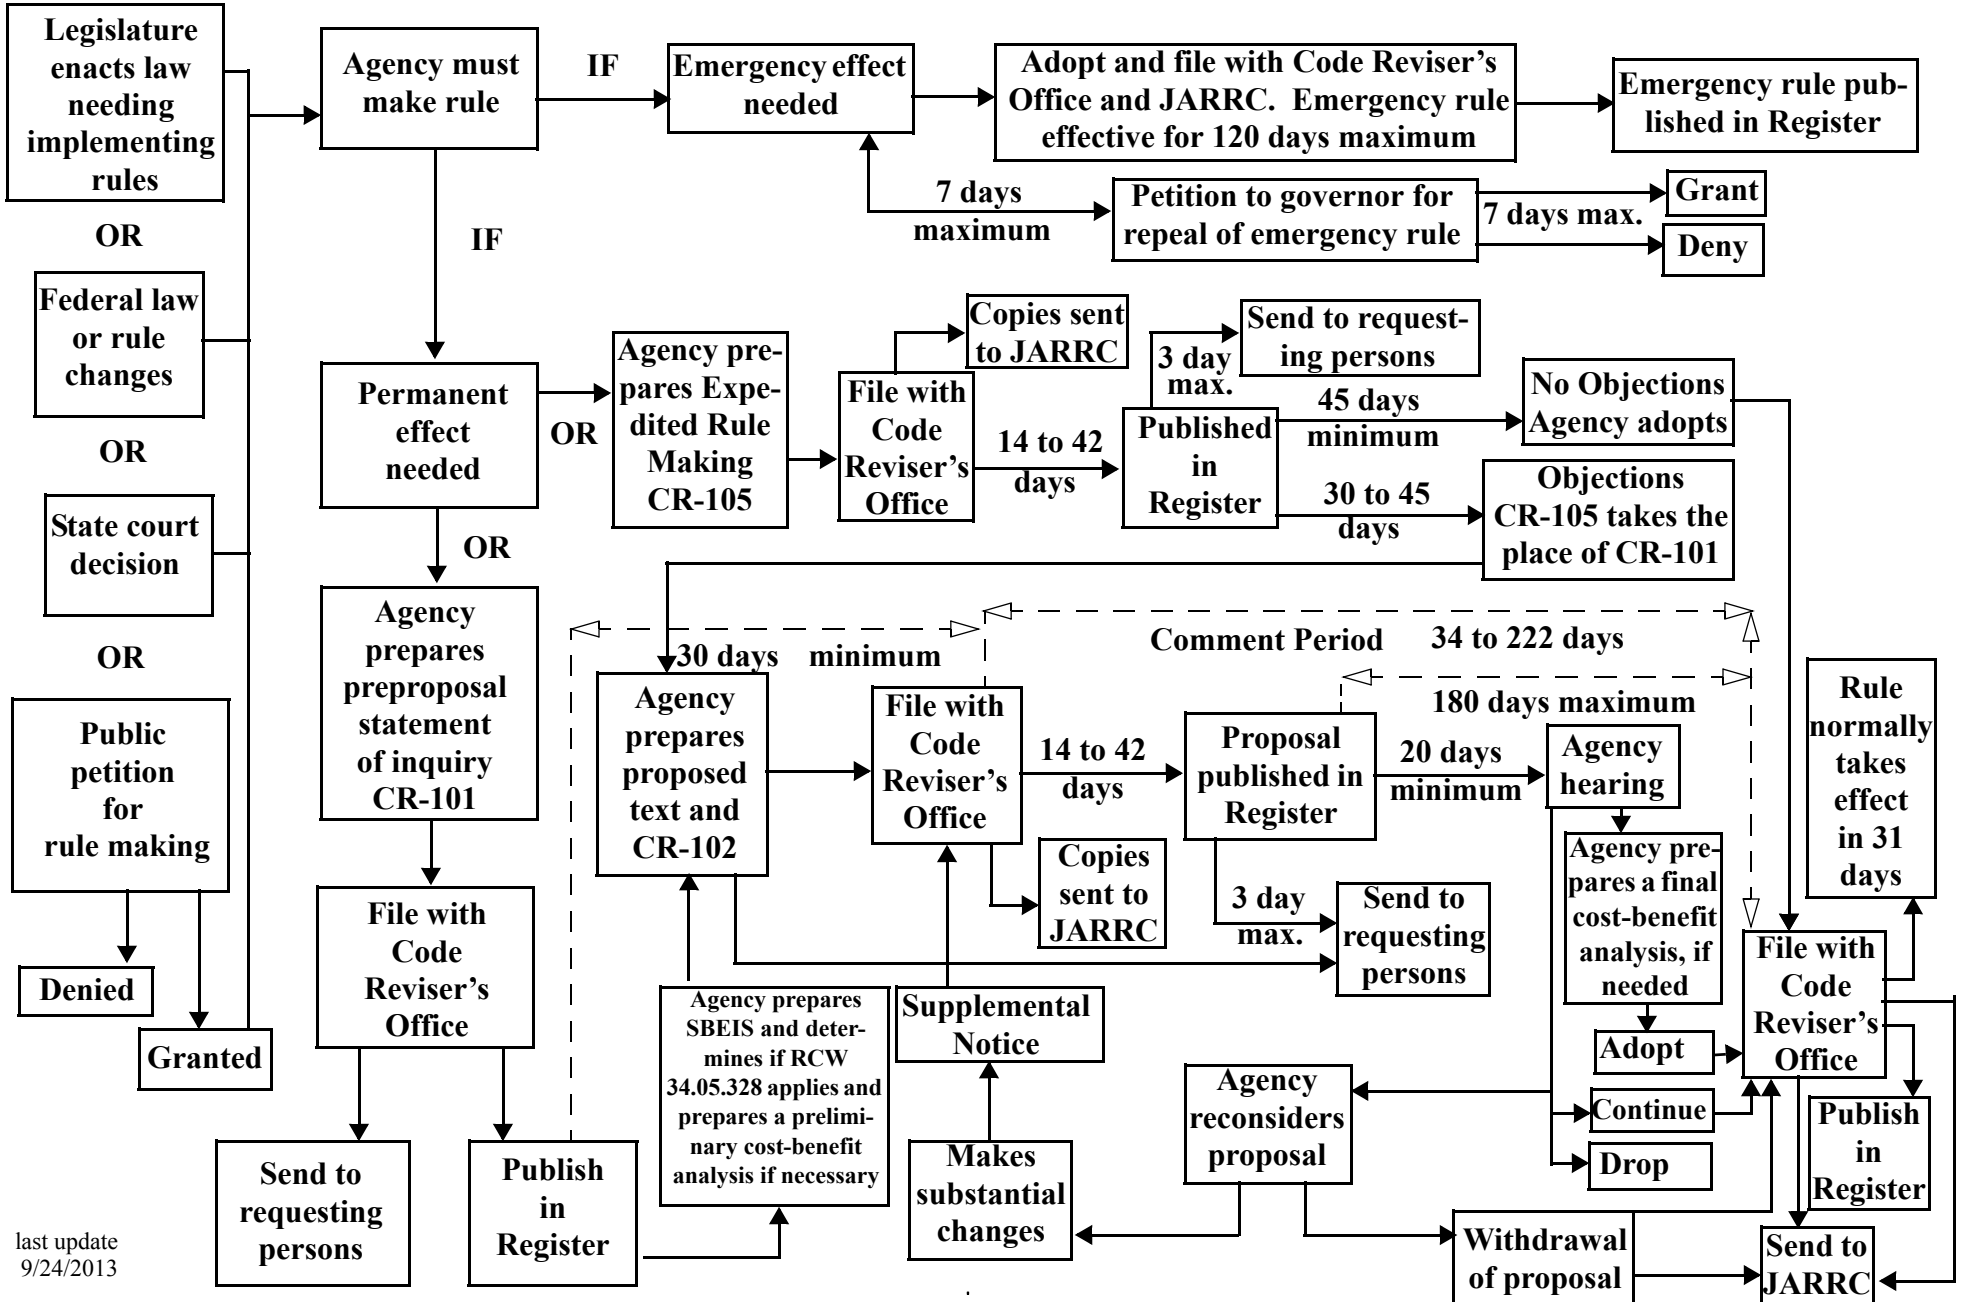 Legislature
enacts law
needing
implementing
rules
OR
Federal law
or rule
changes
OR
State court
decision
OR
Public
petition
for
rule making
Denied
Granted
Agency must
make rule
IF
Emergency effect
needed
Adopt and file with Code Reviser's
Office and JARRC. Emergency rule
effective for 120 days maximum
Emergency rule pub-
lished in Register
7 days
maximum
Petition to governor for
repeal of emergency rule
7 days max.
Grant
Deny
IF
Permanent
effect
needed
OR
Agency pre-
pares Expe-
dited Rule
Making
CR-105
File with
Code
Reviser's
Office
Copies sent
to JARRC
14 to 42
days
Published
in
Register
3 day
max.
Send to request-
ing persons
45 days
minimum
No Objections
Agency adopts
30 to 45
days
Objections
CR-105 takes the
place of CR-101
OR
Agency
prepares
preproposal
statement
of inquiry
CR-101
File with
Code
Reviser's
Office
Send to
requesting
persons
Publish
in
Register
30 days minimum
Agency
prepares
proposed
text and
CR-102
Agency prepares
SBEIS and deter-
mines if RCW
34.05.328 applies and
prepares a prelimi-
nary cost-benefit
analysis if necessary
File with
Code
Reviser's
Office
Copies
sent to
JARRC
Supplemental
Notice
Makes
substantial
changes
Comment Period 34 to 222 days
14 to 42
days
Proposal
published in
Register
180 days maximum
20 days
minimum
3 day
max.
Send to
requesting
persons
Agency
hearing
Agency pre-
pares a final
cost-benefit
analysis, if
needed
Adopt
Continue
Drop
Agency
reconsiders
proposal
Withdrawal
of proposal
File with
Code
Reviser's
Office
Rule
normally
takes
effect
in 31
days
Publish
in
Register
Send to
JARRC
last update
9/24/2013